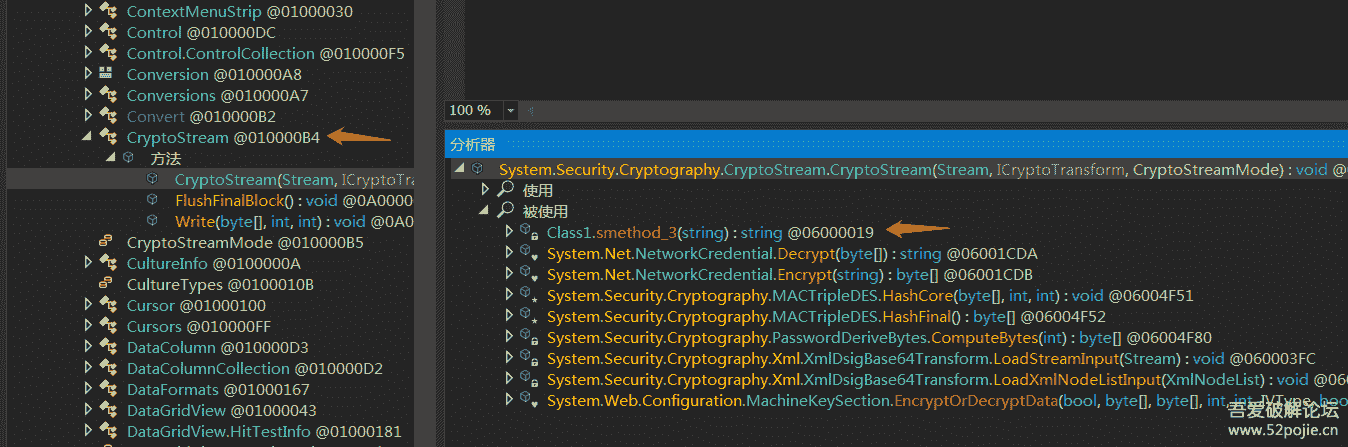 ContextMenuStrip @01000030
Control @010000DC
Control.ControlCollection @010000F5
Conversion @010000A8
Conversions @010000A7
Convert @010000B2
CryptoStream @010000B4
方法
CryptoStream(Stream, ICryptoTra
FlushFinalBlock() : void @0A0000
Write(byte[], int, int) : void @0A0
CryptoStreamMode @010000B5
CultureInfo @0100000A
CultureTypes @0100010B
Cursor @01000100
Cursors @010000FF
DataColumn @010000D3
DataColumnCollection @010000D2
DataFormats @01000167
DataGridView @01000043
DataGridView.HitTestInfo @01000181
100 %
分析器
System.Security.Cryptography.CryptoStream.CryptoStream(Stream, ICryptoTransform, CryptoStreamMode) : void @0
使用
被使用
Class1.smethod_3(string) : string @06000019
System.Net.NetworkCredential.Decrypt(byte[]) : string @06001CDA
System.Net.NetworkCredential.Encrypt(string) : byte[] @06001CDB
System.Security.Cryptography.MACTripleDES.HashCore(byte[], int, int) : void @06004F51
System.Security.Cryptography.MACTripleDES.HashFinal() : byte[] @06004F52
System.Security.Cryptography.PasswordDeriveBytes.ComputeBytes(int) : byte[] @06004F80
System.Security.Cryptography.Xml.XmlDsigBase64Transform.LoadStreamInput(Stream) : void @060003FC
System.Security.Cryptography.Xml.XmlDsigBase64Transform.LoadXmlNodeListInput(XmlNodeList) : void @060
System.Web.Configuration.MachineKeySection.EncryptOrDecryptData(bool, byte[], byte[], int, int, IVType, boo
吾爱破解论坛
www.52pojie.cn